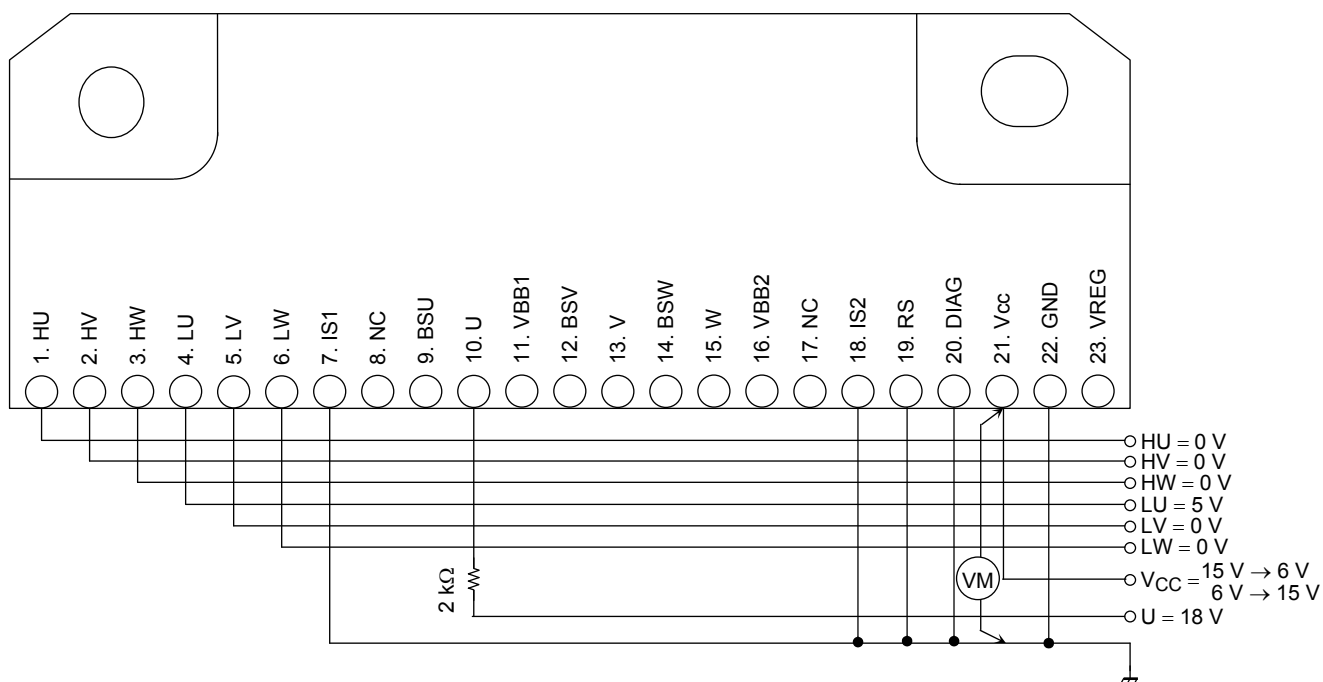 1. HU
2. HV
3. HW
4. LU
5. LV
6. LW
7. IS1
8. NC
9. BSU
10. U
11. VBB1
12. BSV
13. V
14. BSW
15. W
16. VBB2
17. NC
18. IS2
19. RS
20. DIAG
21. Vcc
22. GND
23. VREG
HU = 0 V
HV = 0 V
HW = 0 V
LU = 5 V
LV = 0 V
LW = 0 V
2 kΩ
VM
VCC = 15 V → 6 V
6 V → 15 V
U = 18 V